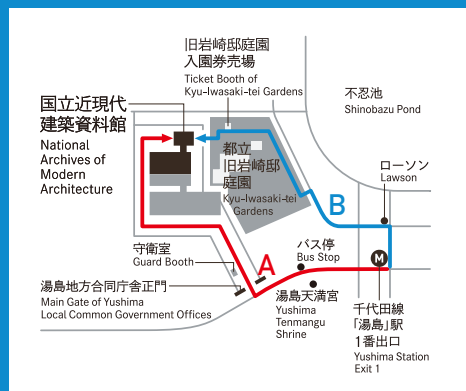 旧岩崎邸庭園
入園券売場
Ticket Booth of
Kyu-Iwasaki-tei Gardens
国立近現代
建築資料館
National
Archives of
Modern
Architecture
不忍池
Shinobazu Pond
都立
旧岩崎邸
庭園
Kyu-Iwasaki-tei
Gardens
ローソン
Lawson
B
守衛室
Guard Booth
A
バス停
Bus Stop
M
湯島地方合同庁舎正門
Main Gate of Yushima
Local Common Government Offices
湯島天満宮
Yushima
Tenmangu
Shrine
千代田線
「湯島」駅
1番出口
Yushima Station
Exit 1